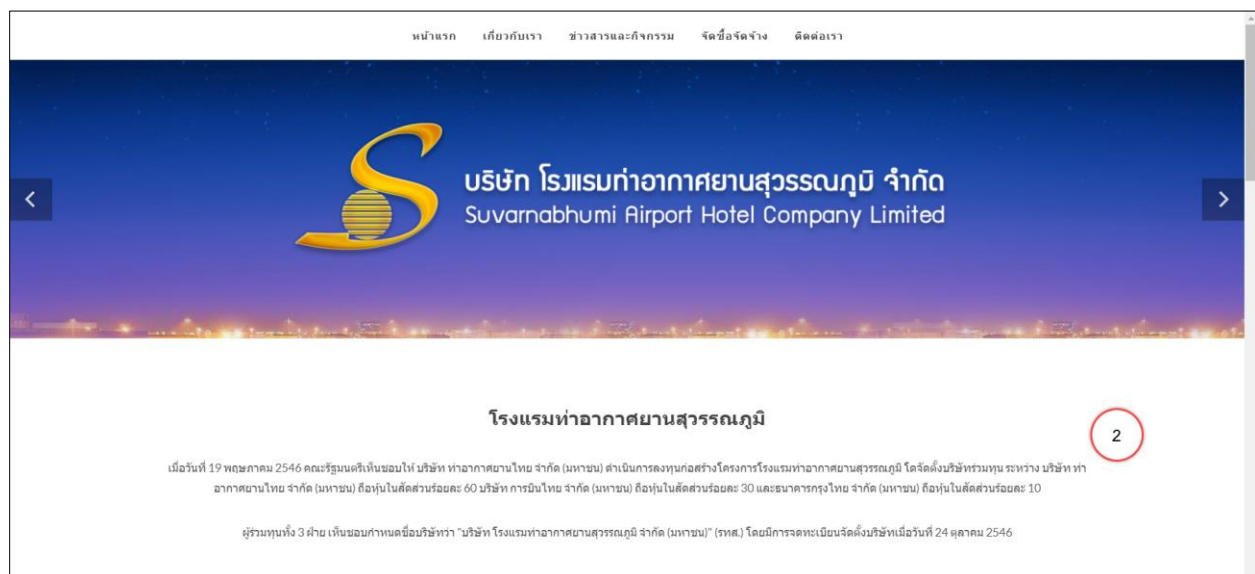 หน้าแรก เกี่ยวกับเรา ข่าวสารและกิจกรรม จัดซื้อจัดจ้าง ติดต่อเรา
บริษัท โรงแรมท่าอากาศยานสุวรรณภูมิ จำกัด
Suvarnabhumi Airport Hotel Company Limited
โรงแรมท่าอากาศยานสุวรรณภูมิ
2
เมื่อวันที่ 19 พฤษภาคม 2546 คณะรัฐมนตรีเห็นชอบให้ บริษัท ท่าอากาศยานไทย จำกัด (มหาชน) ดำเนินการลงทุนก่อสร้างโครงการโรงแรมท่าอากาศยานสุวรรณภูมิ โดจัดตั้งบริษัทร่วมทุน ระหว่าง บริษัท ท่า
อากาศยานไทย จำกัด (มหาชน) ถือหุ้นในสัดส่วนร้อยละ 60 บริษัท การบินไทย จำกัด (มหาชน) ถือหุ้นในสัดส่วนร้อยละ 30 และธนาคารกรุงไทย จำกัด (มหาชน) ถือหุ้นในสัดส่วนร้อยละ 10
ผู้ร่วมทุนทั้ง 3 ฝ่าย เห็นชอบกำหนดชื่อบริษัทว่า "บริษัท โรงแรมท่าอากาศยานสุวรรณภูมิ จำกัด (มหาชน)" (รทส.) โดยมีการจดทะเบียนจัดตั้งบริษัทเมื่อวันที่ 24 ตุลาคม 2546